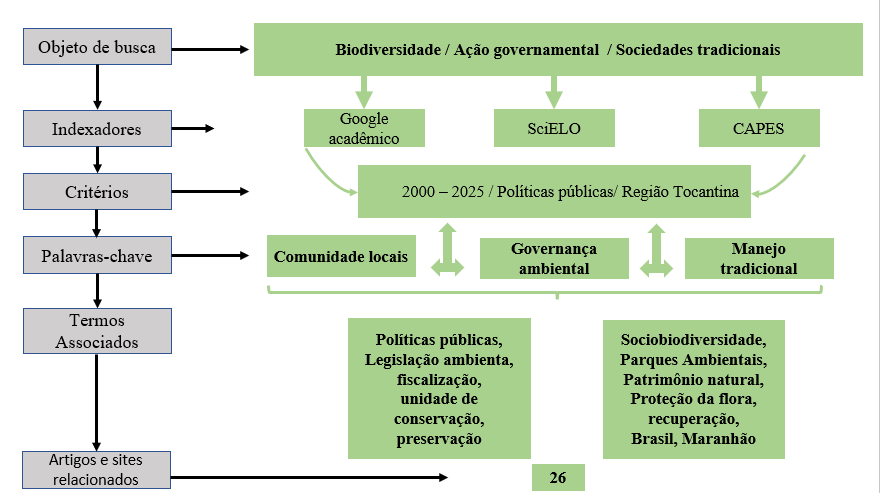 Objeto de busca
Biodiversidade / Ação governamental / Sociedades tradicionais
Indexadores
Google
acadêmico
SciELO
CAPES
Critérios
2000 – 2025 / Políticas públicas/ Região Tocantina
Palavras-chave
Comunidade locais
Governança
ambiental
Manejo
tradicional
Termos
Associados
Políticas públicas,
Legislação ambienta,
fiscalização,
unidade de
conservação,
preservação
Sociobiodiversidade,
Parques Ambientais,
Patrimônio natural,
Proteção da flora,
recuperação,
Brasil, Maranhão
Artigos e sites
relacionados
26